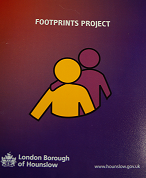 FOOTPRINTS PROJECT
London Borough
of Hounslow
www.hounslow.gov.uk